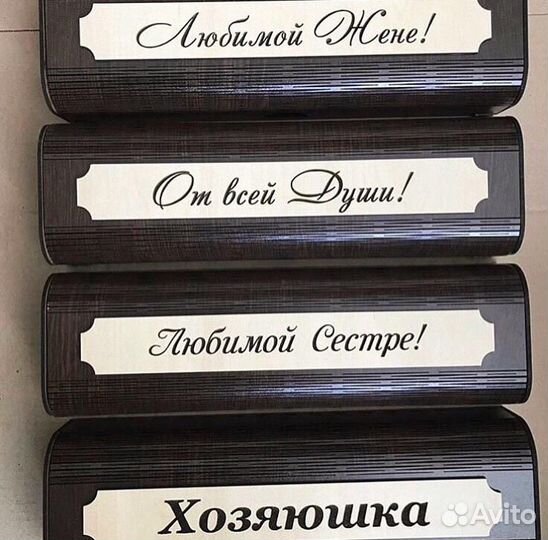 Любимой Жене!
От всей Души!
Любимой Сестре!
Хозяюшка
Avito